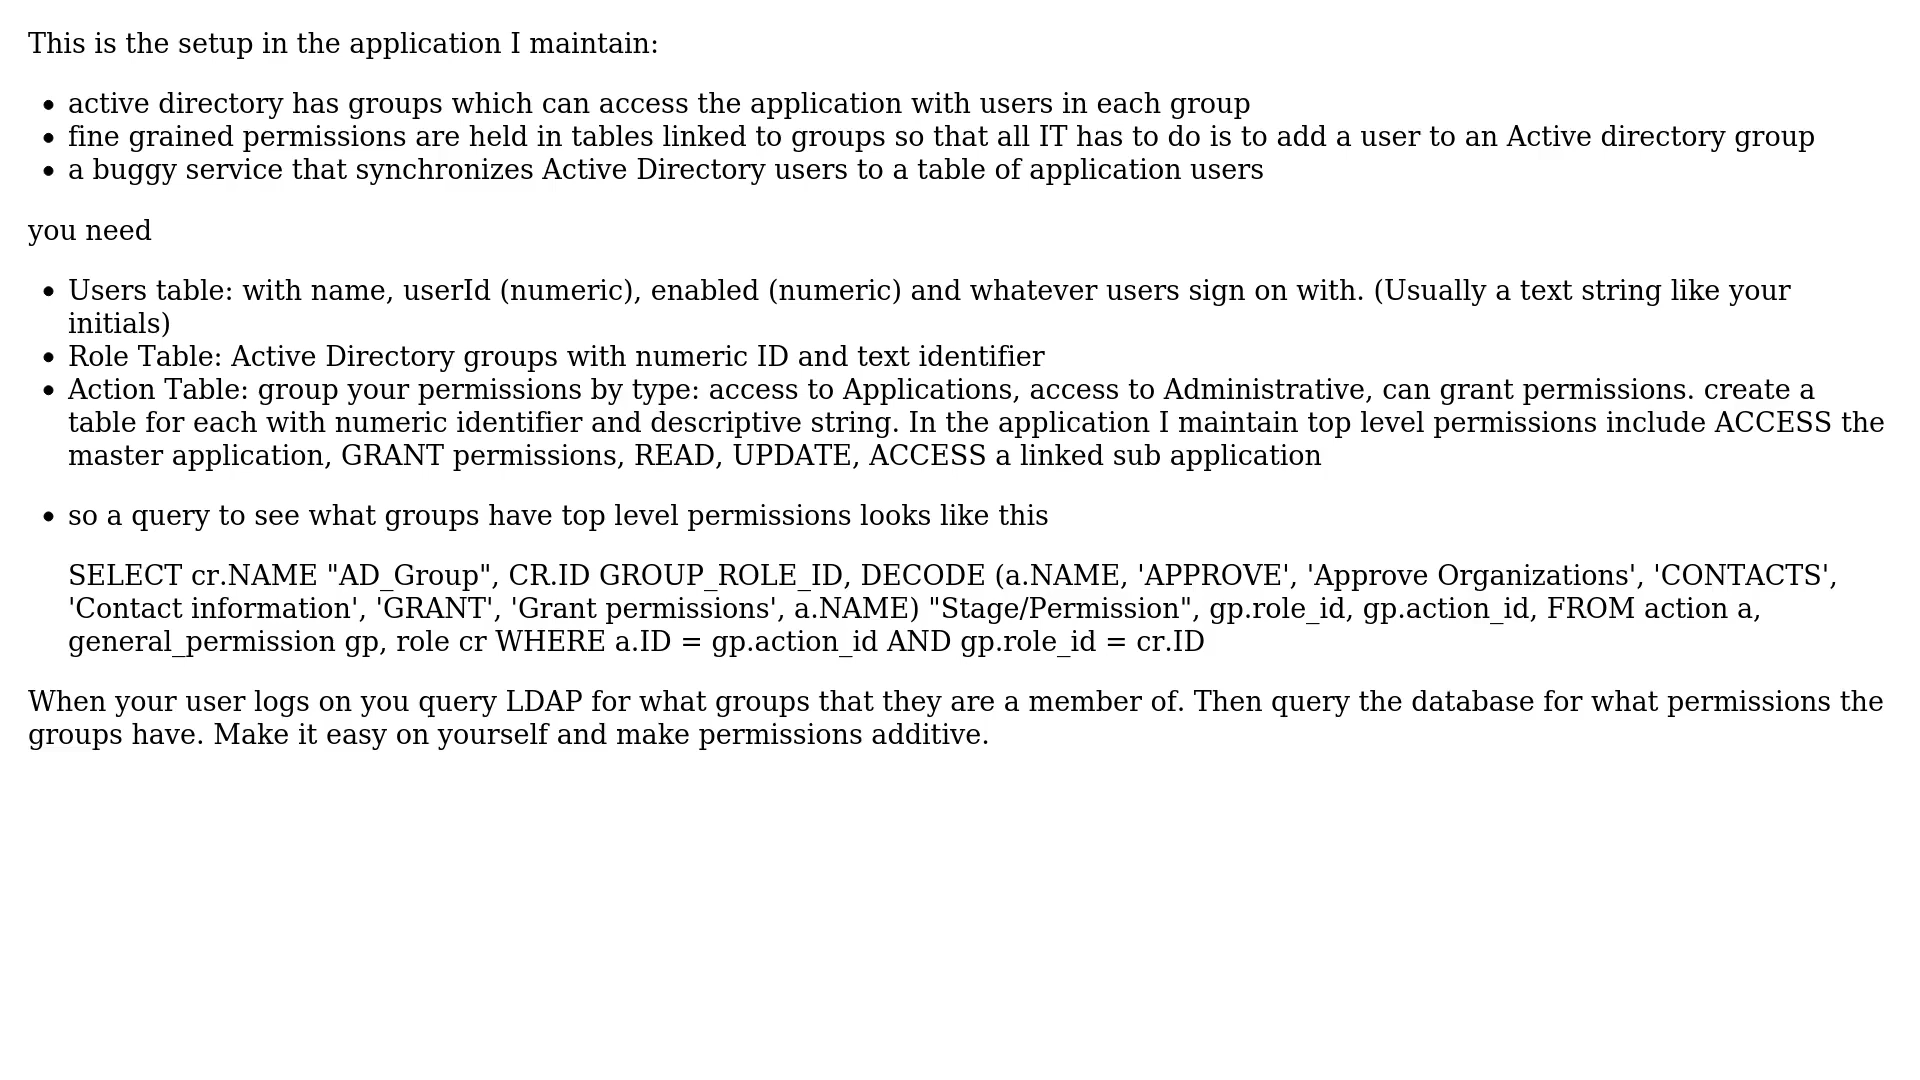 This is the setup in the application I maintain:
• active directory has groups which can access the application with users in each group
• fine grained permissions are held in tables linked to groups so that all IT has to do is to add a user to an Active directory group
• a buggy service that synchronizes Active Directory users to a table of application users
you need
• Users table: with name, userId (numeric), enabled (numeric) and whatever users sign on with. (Usually a text string like your
initials)
• Role Table: Active Directory groups with numeric ID and text identifier
• Action Table: group your permissions by type: access to Applications, access to Administrative, can grant permissions. create a
table for each with numeric identifier and descriptive string. In the application I maintain top level permissions include ACCESS the
master application, GRANT permissions, READ, UPDATE, ACCESS a linked sub application
• so a query to see what groups have top level permissions looks like this
SELECT cr.NAME "AD_Group", CR.ID GROUP_ROLE_ID, DECODE (a.NAME, 'APPROVE', 'Approve Organizations', 'CONTACTS',
'Contact information', 'GRANT', 'Grant permissions', a.NAME) "Stage/Permission", gp.role_id, gp.action_id, FROM action a,
general_permission gp, role cr WHERE a.ID = gp.action_id AND gp.role_id = cr.ID
When your user logs on you query LDAP for what groups that they are a member of. Then query the database for what permissions the
groups have. Make it easy on yourself and make permissions additive.